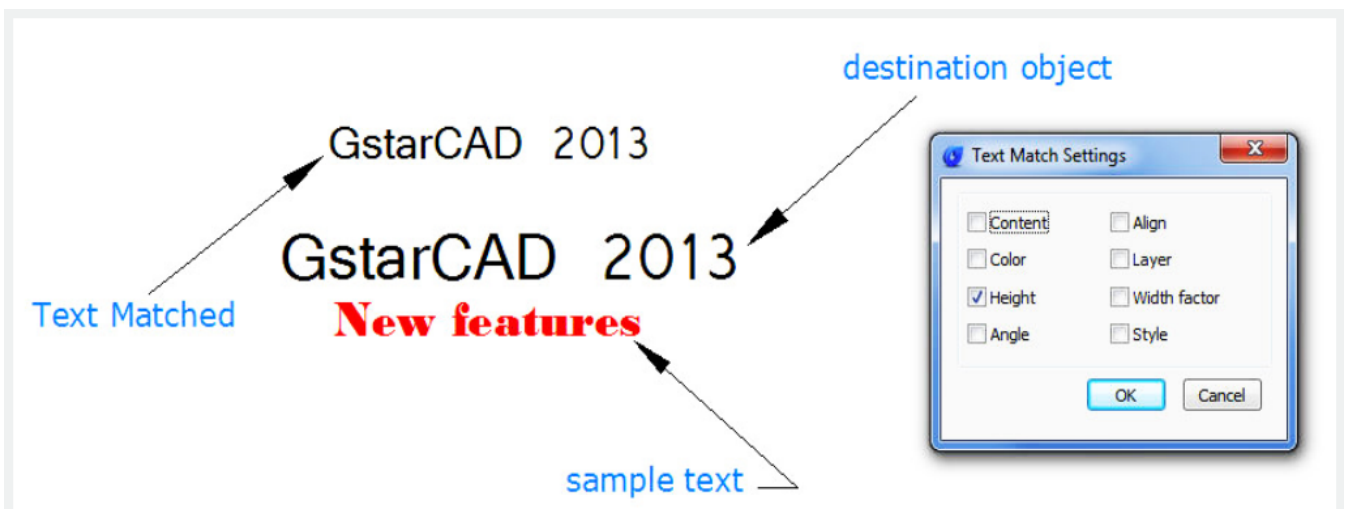 destination object
GstarCAD 2013
GstarCAD 2013
Text Matched
New features
sample text
Text Match Settings
Content Align
Color Layer
Height Width factor
Angle Style
OK Cancel